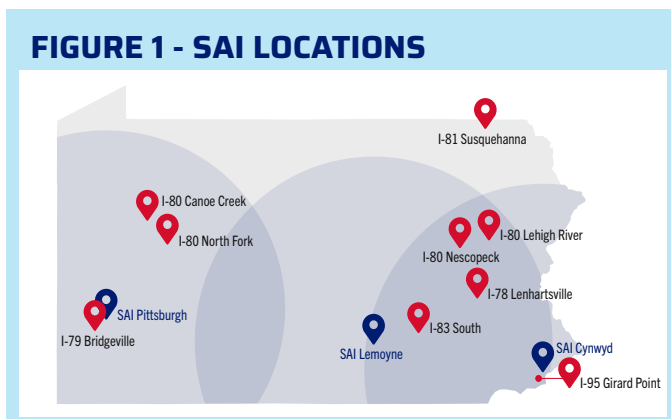 FIGURE 1 - SAI LOCATIONS
I-81 Susquehanna
I-80 Canoe Creek
I-80 North Fork
I-80 Lehigh River
I-80 Nescopeck
I-78 Lenhartsville
SAI Pittsburgh
I-83 South
I-79 Bridgeville
SAI Lemoyne
SAI Cynwyd
I-95 Girard Point